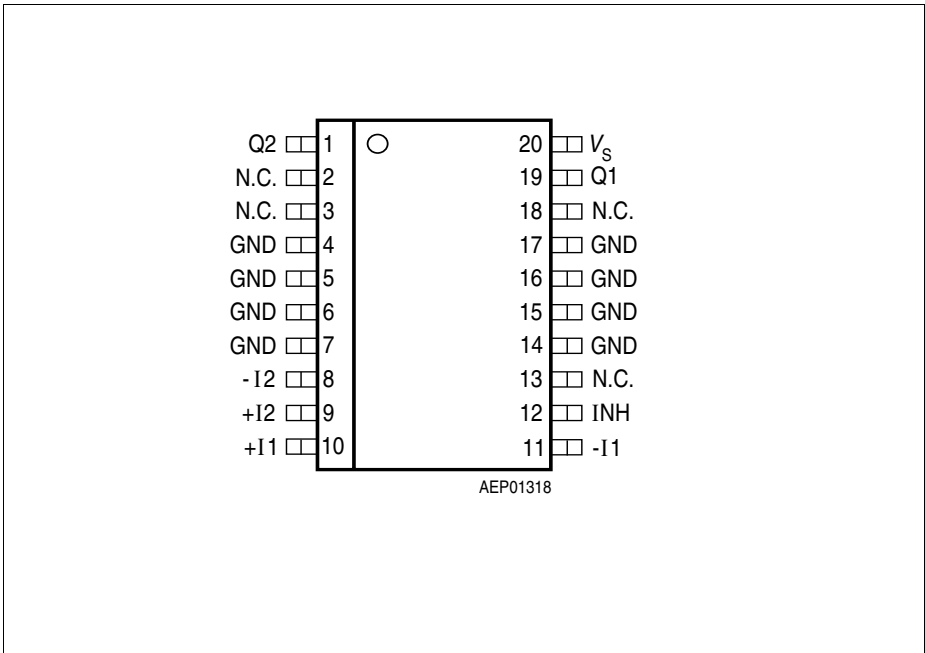 Q2 1 20 VS
N.C. 2 19 Q1
N.C. 3 18 N.C.
GND 4 17 GND
GND 5 16 GND
GND 6 15 GND
GND 7 14 GND
-I2 8 13 N.C.
+I2 9 12 INH
+I1 10 11 -I1
AEP01318